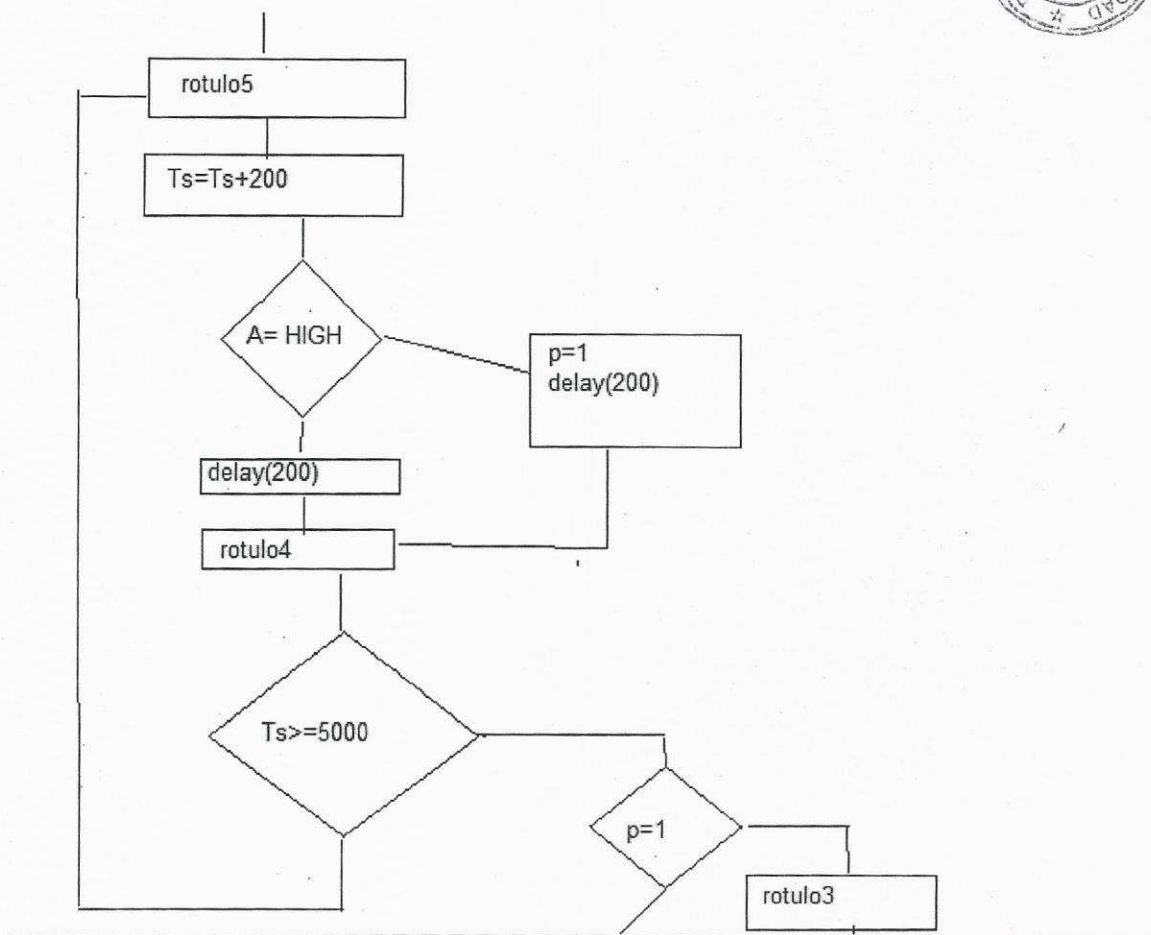 rotulo5
Ts=Ts+200
A= HIGH
p=1
delay(200)
delay(200)
rotulo4
Ts>=5000
p=1
rotulo3